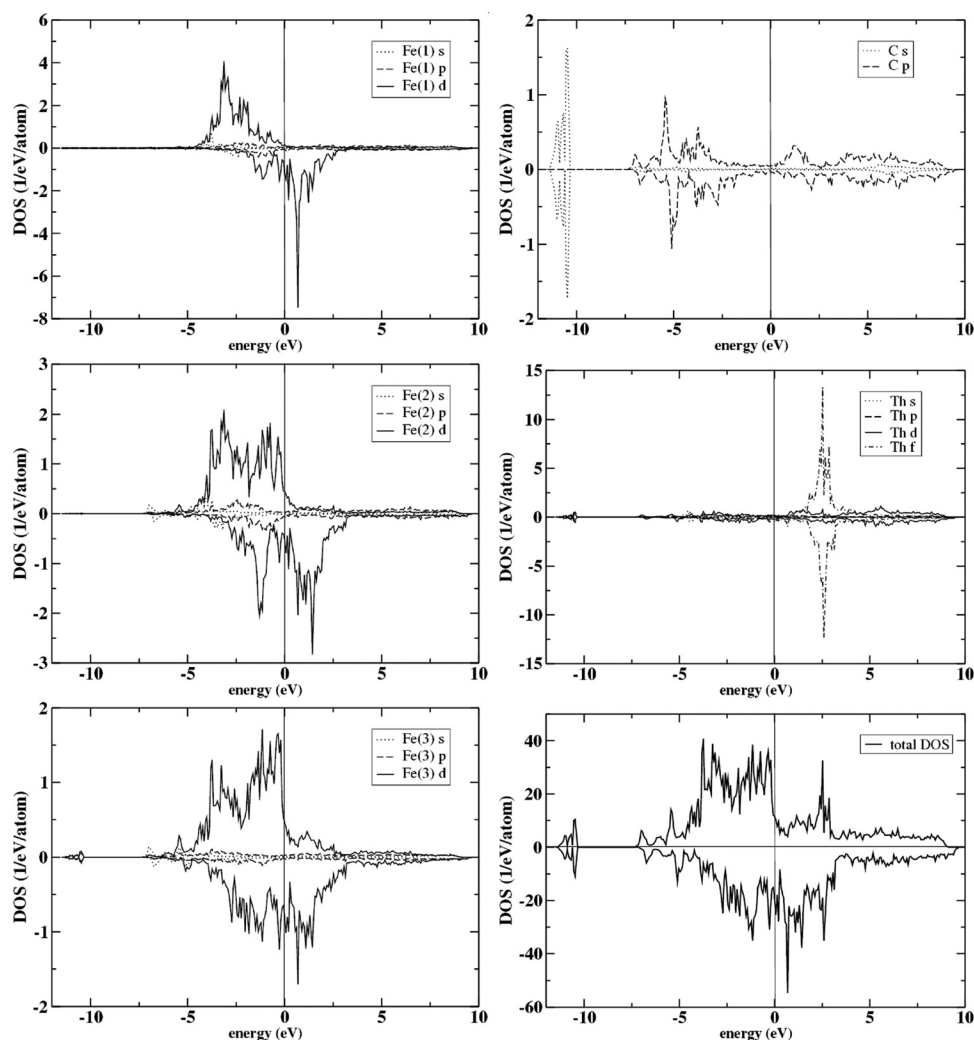 6
4
2
0
-2
-4
-6
-8
DOS (1/eV/atom)
Fe(1) s
Fe(1) p
Fe(1) d
-10
-5
0
5
10
energy (eV)
2
1
0
-1
-2
DOS (1/eV/atom)
C s
C p
-10
-5
0
5
10
energy (eV)
3
2
1
0
-1
-2
-3
DOS (1/eV/atom)
Fe(2) s
Fe(2) p
Fe(2) d
-10
-5
0
5
10
energy (eV)
15
10
5
0
-5
-10
-15
DOS (1/eV/atom)
Th s
Th p
Th d
Th f
-10
-5
0
5
10
energy (eV)
2
1
0
-1
-2
DOS (1/eV/atom)
Fe(3) s
Fe(3) p
Fe(3) d
-10
-5
0
5
10
energy (eV)
40
20
0
-20
-40
-60
DOS (1/eV/atom)
total DOS
-10
-5
0
5
10
energy (eV)